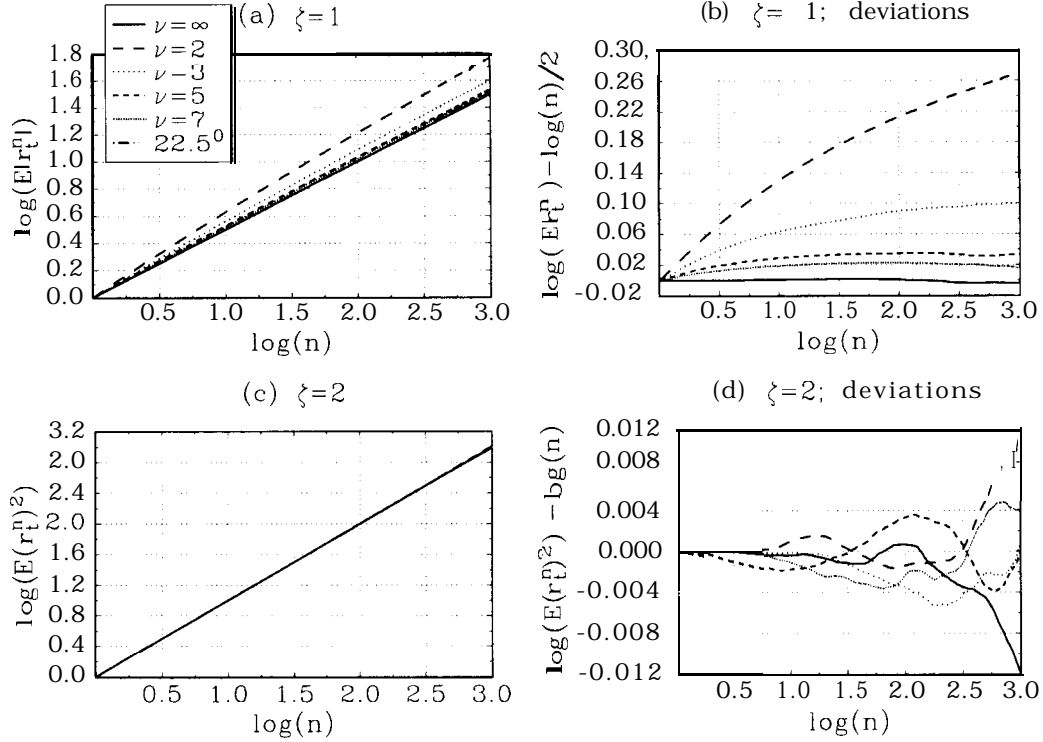 (a) ζ=1
ν=∞
ν=2
ν-3
ν=5
ν=7
22.5⁰
log(E|rₜⁿ|)
1.8
1.6
1.4
1.2
1.0
0.8
0.6
0.4
0.2
0.0
0.5 1.0 1.5 2.0 2.5 3.0
log(n)
(b) ζ= 1; deviations
log(E|rₜⁿ)-log(n)/2
0.30,
0.26
0.22
0.18
0.14
0.10
0.06
0.02
-0.02
0.5 1.0 1.5 2.0 2.5 3.0
log(n)
(c) ζ=2
log(E(rₜⁿ)²)
3.2
2.0
2.4
2.0
1.6
1.2
0.8
0.4
0.0
0.5 1.0 1.5 2.0 2.5 3.0
log(n)
(d) ζ=2; deviations
log(E(rₜⁿ)²) -bg(n)
0.012
0.008
0.004
0.000
-0.004
-0.008
-0.012
0.5 1.0 1.5 2.0 2.5 3.0
log(n)